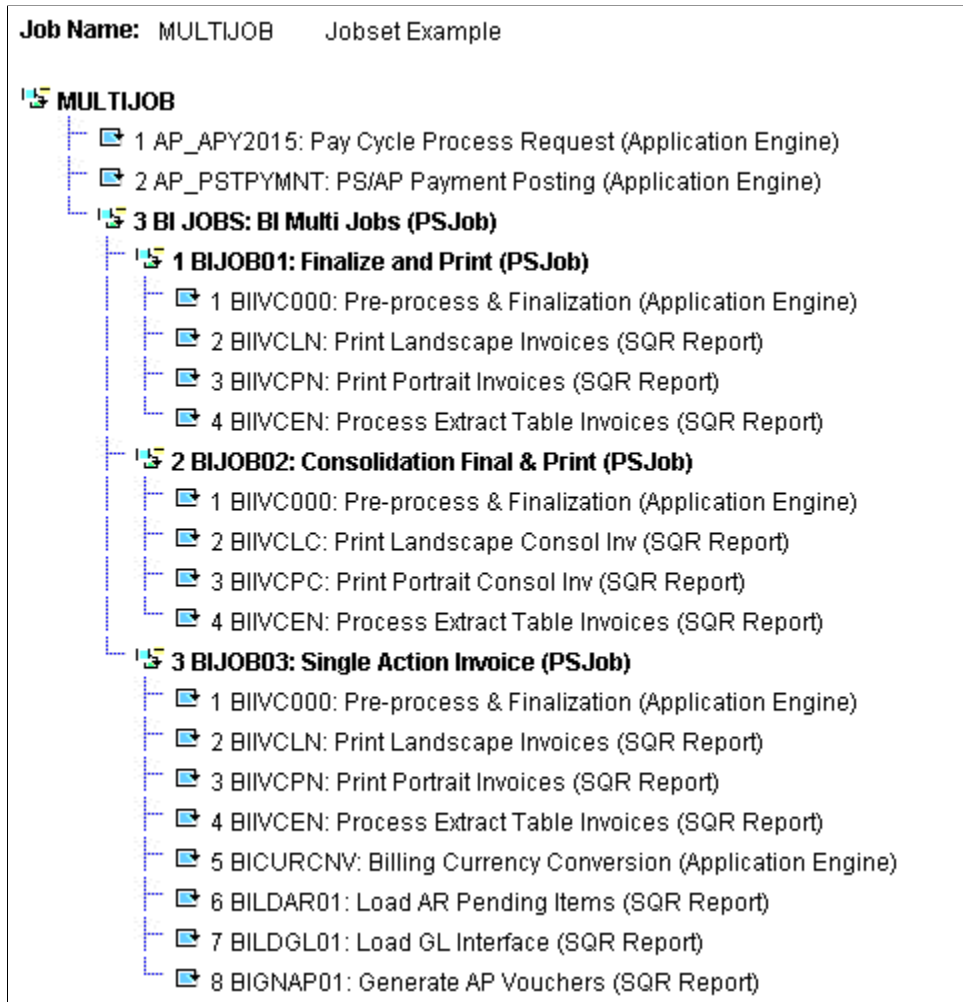 Job Name: MULTIJOB Jobset Example
MULTIJOB
1 AP_APY2015: Pay Cycle Process Request (Application Engine)
2 AP_PSTPYMNT: PS/AP Payment Posting (Application Engine)
3 BI JOBS: BI Multi Jobs (PSJob)
1 BIJOB01: Finalize and Print (PSJob)
1 BIIVC000: Pre-process & Finalization (Application Engine)
2 BIIVCLN: Print Landscape Invoices (SQR Report)
3 BIIVCPN: Print Portrait Invoices (SQR Report)
4 BIIVCEN: Process Extract Table Invoices (SQR Report)
2 BIJOB02: Consolidation Final & Print (PSJob)
1 BIIVC000: Pre-process & Finalization (Application Engine)
2 BIIVCLC: Print Landscape Consol Inv (SQR Report)
3 BIIVCPC: Print Portrait Consol Inv (SQR Report)
4 BIIVCEN: Process Extract Table Invoices (SQR Report)
3 BIJOB03: Single Action Invoice (PSJob)
1 BIIVC000: Pre-process & Finalization (Application Engine)
2 BIIVCLN: Print Landscape Invoices (SQR Report)
3 BIIVCPN: Print Portrait Invoices (SQR Report)
4 BIIVCEN: Process Extract Table Invoices (SQR Report)
5 BICURCNV: Billing Currency Conversion (Application Engine)
6 BILDAR01: Load AR Pending Items (SQR Report)
7 BILDGL01: Load GL Interface (SQR Report)
8 BIGNAP01: Generate AP Vouchers (SQR Report)